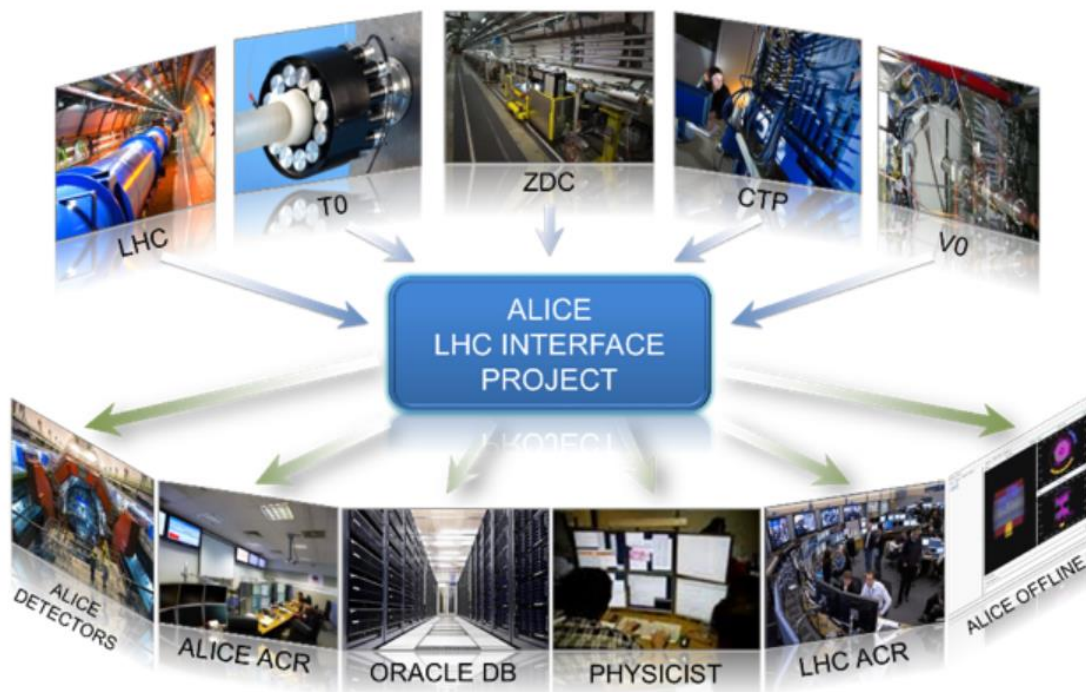 LHC
T0
ZDC
CTP
V0
ALICE
LHC INTERFACE
PROJECT
ALICE
DETECTORS
ALICE ACR
ORACLE DB
PHYSICIST
LHC ACR
ALICE OFFLINE